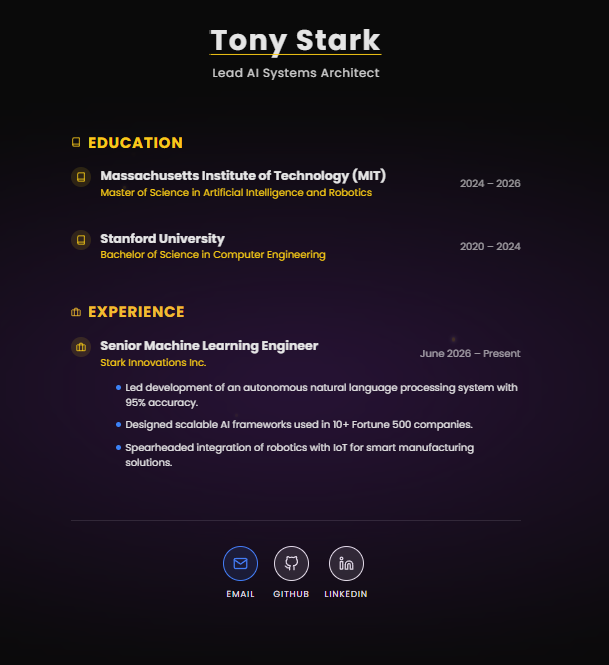 Tony Stark
Lead AI Systems Architect
EDUCATION
Massachusetts Institute of Technology (MIT)
2024 – 2026
Master of Science in Artificial Intelligence and Robotics
Stanford University
2020 – 2024
Bachelor of Science in Computer Engineering
EXPERIENCE
Senior Machine Learning Engineer
June 2026 – Present
Stark Innovations Inc.
Led development of an autonomous natural language processing system with
95% accuracy.
Designed scalable AI frameworks used in 10+ Fortune 500 companies.
Spearheaded integration of robotics with IoT for smart manufacturing
solutions.
EMAIL
GITHUB
LINKEDIN